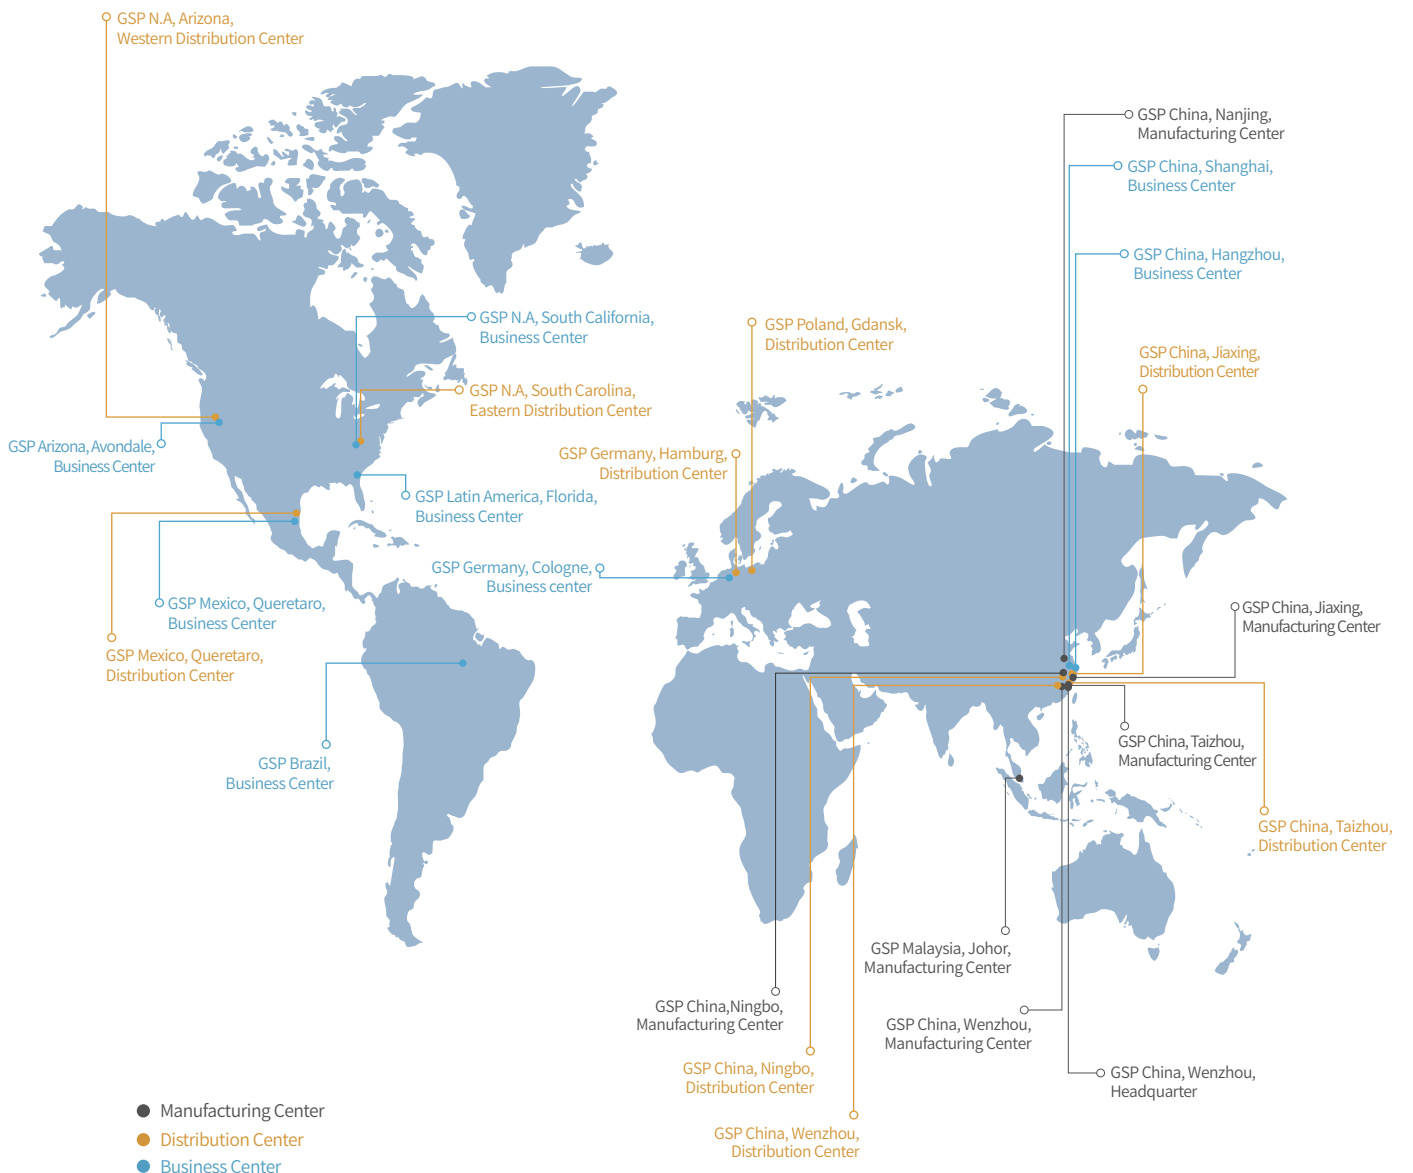 GSP N.A, Arizona,
Western Distribution Center
GSP China, Nanjing,
Manufacturing Center
GSP China, Shanghai,
Business Center
GSP China, Hangzhou,
Business Center
GSP N.A, South California,
Business Center
GSP Poland, Gdansk,
Distribution Center
GSP China, Jiaxing,
Distribution Center
GSP N.A, South Carolina,
Eastern Distribution Center
GSP Arizona, Avondale,
Business Center
GSP Germany, Hamburg,
Distribution Center
GSP Latin America, Florida,
Business Center
GSP Germany, Cologne,
Business center
GSP Mexico, Queretaro,
Business Center
GSP China, Jiaxing,
Manufacturing Center
GSP Mexico, Queretaro,
Distribution Center
GSP China, Taizhou,
Manufacturing Center
GSP Brazil,
Business Center
GSP China, Taizhou,
Distribution Center
GSP Malaysia, Johor,
Manufacturing Center
GSP China,Ningbo,
Manufacturing Center
GSP China, Wenzhou,
Manufacturing Center
GSP China, Ningbo,
Distribution Center
GSP China, Wenzhou,
Headquarter
GSP China, Wenzhou,
Distribution Center
Manufacturing Center
Distribution Center
Business Center